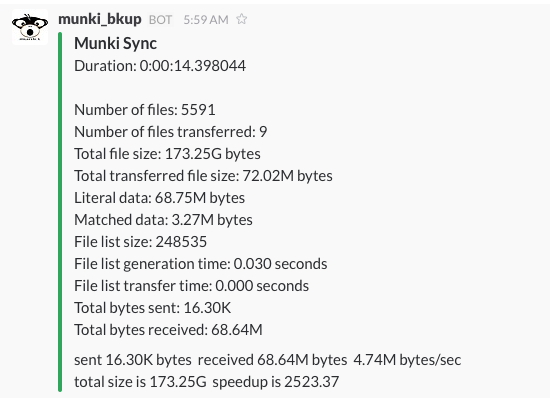 munki_bkup BOT 5:59 AM
Munki Sync
Duration: 0:00:14.398044
Number of files: 5591
Number of files transferred: 9
Total file size: 173.25G bytes
Total transferred file size: 72.02M bytes
Literal data: 68.75M bytes
Matched data: 3.27M bytes
File list size: 248535
File list generation time: 0.030 seconds
File list transfer time: 0.000 seconds
Total bytes sent: 16.30K
Total bytes received: 68.64M
sent 16.30K bytes received 68.64M bytes 4.74M bytes/sec
total size is 173.25G speedup is 2523.37